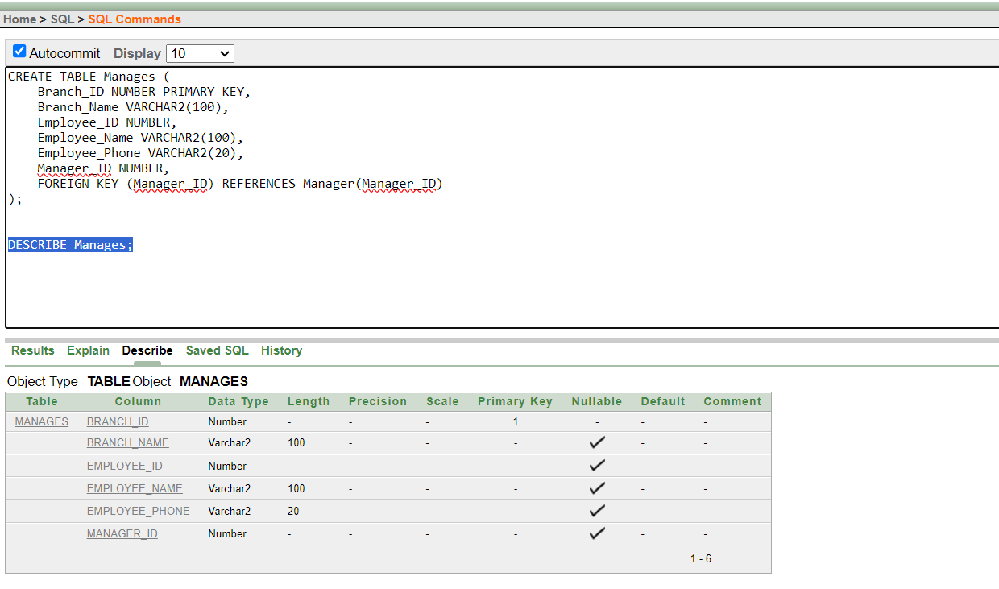 Home > SQL > SQL Commands
Autocommit Display 10
CREATE TABLE Manages (
    Branch_ID NUMBER PRIMARY KEY,
    Branch_Name VARCHAR2(100),
    Employee_ID NUMBER,
    Employee_Name VARCHAR2(100),
    Employee_Phone VARCHAR2(20),
    Manager_ID NUMBER,
    FOREIGN KEY (Manager_ID) REFERENCES Manager(Manager_ID)
);
DESCRIBE Manages;
Results Explain Describe Saved SQL History
Object Type TABLE Object MANAGES
Table Column Data Type Length Precision Scale Primary Key Nullable Default Comment
MANAGES BRANCH_ID Number - - - 1 - - -
BRANCH_NAME Varchar2 100 - - - ✓ - -
EMPLOYEE_ID Number - - - - ✓ - -
EMPLOYEE_NAME Varchar2 100 - - - ✓ - -
EMPLOYEE_PHONE Varchar2 20 - - - ✓ - -
MANAGER_ID Number - - - - ✓ - -
1 - 6